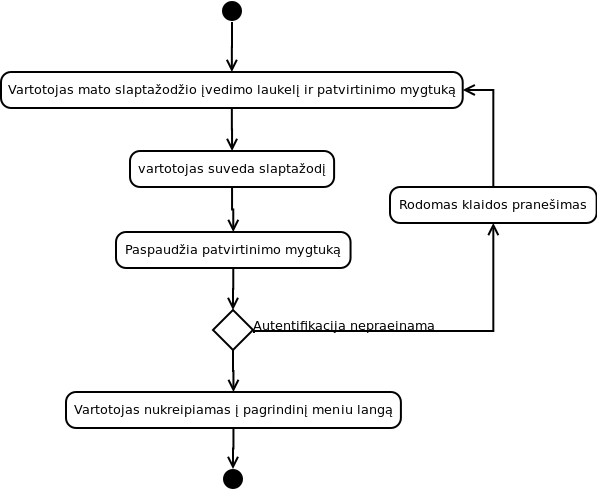 Vartotojas mato slaptažodžio įvedimo laukelį ir patvirtinimo mygtuką
vartotojas suveda slaptažodį
Rodomas klaidos pranešimas
Paspaudžia patvirtinimo mygtuką
Autentifikacija nepraeinama
Vartotojas nukreipiamas į pagrindinį meniu langą